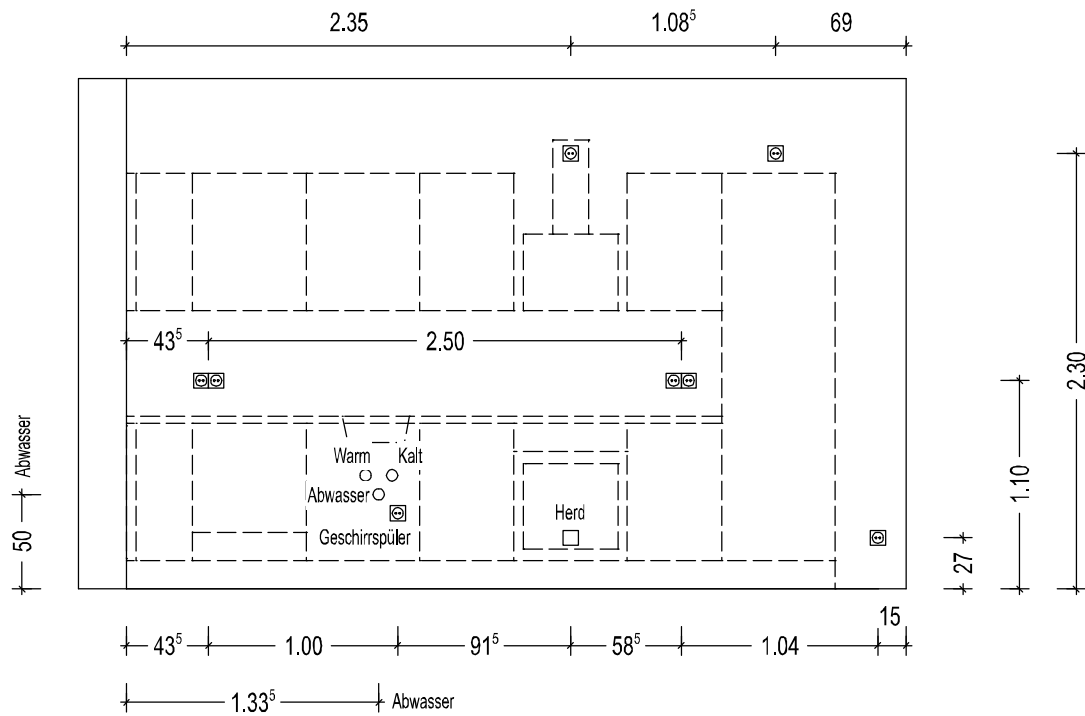 2.35
1.08⁵
69
43⁵
2.50
2.30
Abwasser
Warm
Kalt
1.10
Abwasser
50
Geschirrspüler
Herd
27
15
43⁵
1.00
91⁵
58⁵
1.04
1.33⁵
Abwasser